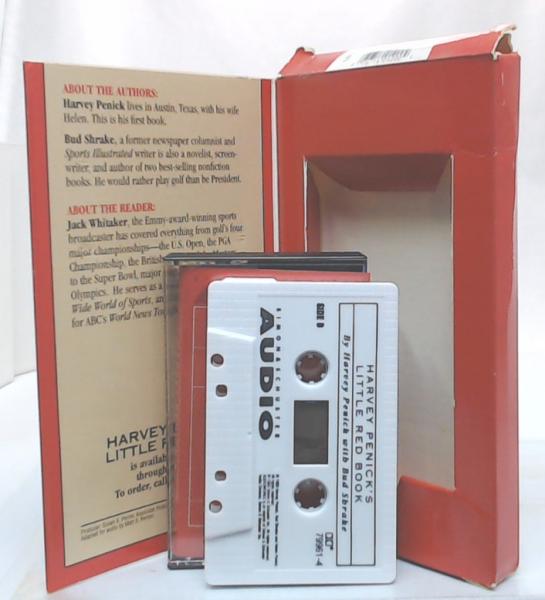 ABOUT THE AUTHORS:
Harvey Penick lives in Austin, Texas, with his wife
Helen. This is his first book.
Bud Shrake, a former newspaper columnist and
Sports Illustrated writer is also a novelist, screen-
writer, and author of two best-selling nonfiction
books. He would rather play golf than be President.
ABOUT THE READER:
Jack Whitaker, the Emmy-award-winning sports
broadcaster has covered everything from golf's four
major championships—the U.S. Open, the PGA
Championship, the British
to the Super Bowl, major
Olympics. He serves as a
Wide World of Sports, an
for ABC's World News To
HARVEY
LITTLE R
is availab
through
To order, call
SIDE B
SIMON & SCHUSTER
AUDIO
HARVEY PENICK'S
LITTLE RED BOOK
By Harvey Penick with Bud Shrake
79961-4